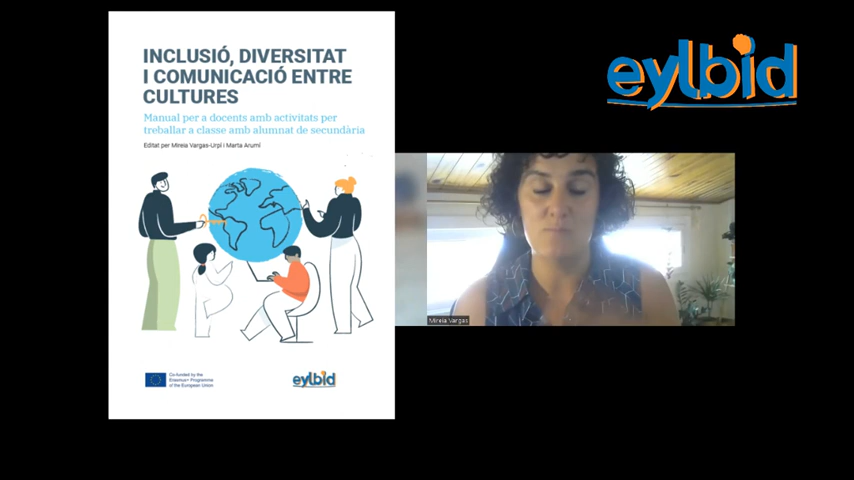 INCLUSIÓ, DIVERSITAT
I COMUNICACIÓ ENTRE
CULTURES
Manual per a docents amb activitats per
treballar a classe amb alumnat de secundària
Editat per Mireia Vargas-Urpí i Marta Arumí
Co-funded by the
Erasmus+ Programme
of the European Union
eylbid
eylbid
Mireia Vargas